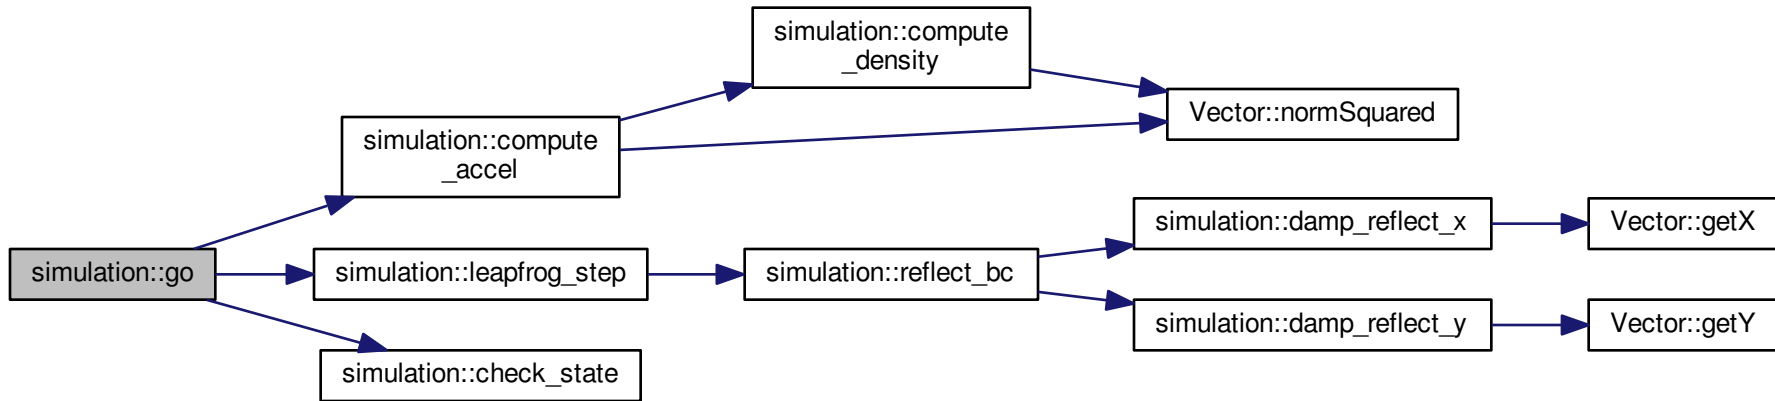 simulation::compute
_density
Vector::normSquared
simulation::compute
_accel
simulation::damp_reflect_x
Vector::getX
simulation::go
simulation::leapfrog_step
simulation::reflect_bc
simulation::damp_reflect_y
Vector::getY
simulation::check_state